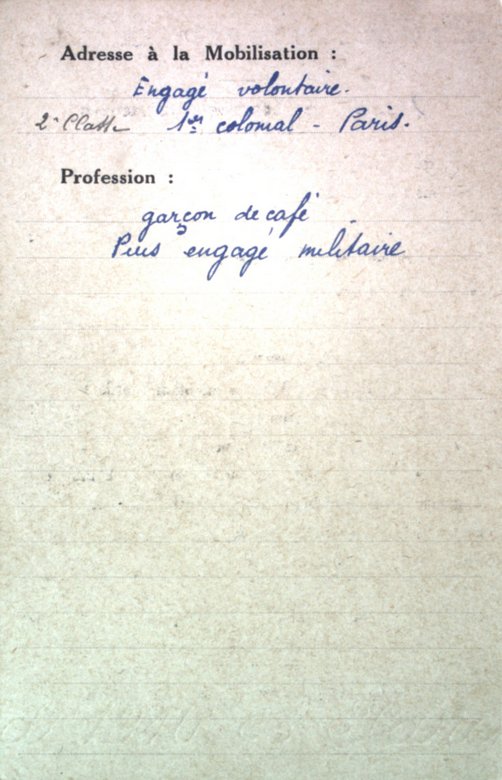 Adresse à la Mobilisation :
Engagé volontaire.
2e Classe 1er colonial - Paris.
Profession :
garçon de café
Puis engagé militaire